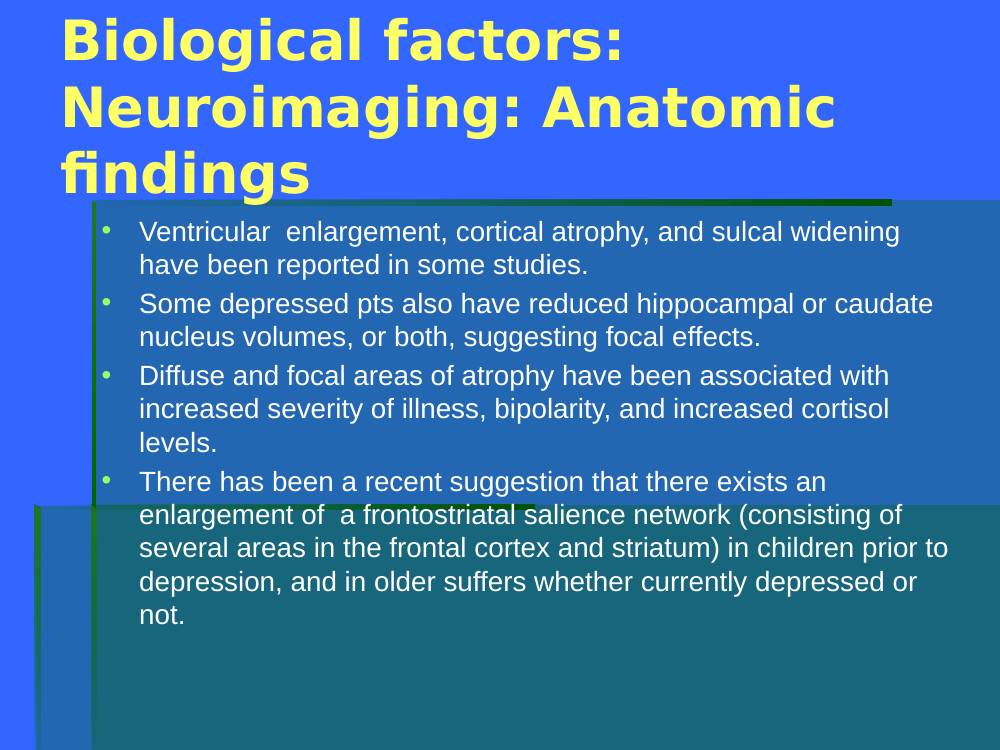 Biological factors:
Neuroimaging: Anatomic
findings
• Ventricular  enlargement, cortical atrophy, and sulcal widening
have been reported in some studies.
• Some depressed pts also have reduced hippocampal or caudate
nucleus volumes, or both, suggesting focal effects.
• Diffuse and focal areas of atrophy have been associated with
increased severity of illness, bipolarity, and increased cortisol
levels.
• There has been a recent suggestion that there exists an
enlargement of  a frontostriatal salience network (consisting of
several areas in the frontal cortex and striatum) in children prior to
depression, and in older suffers whether currently depressed or
not.